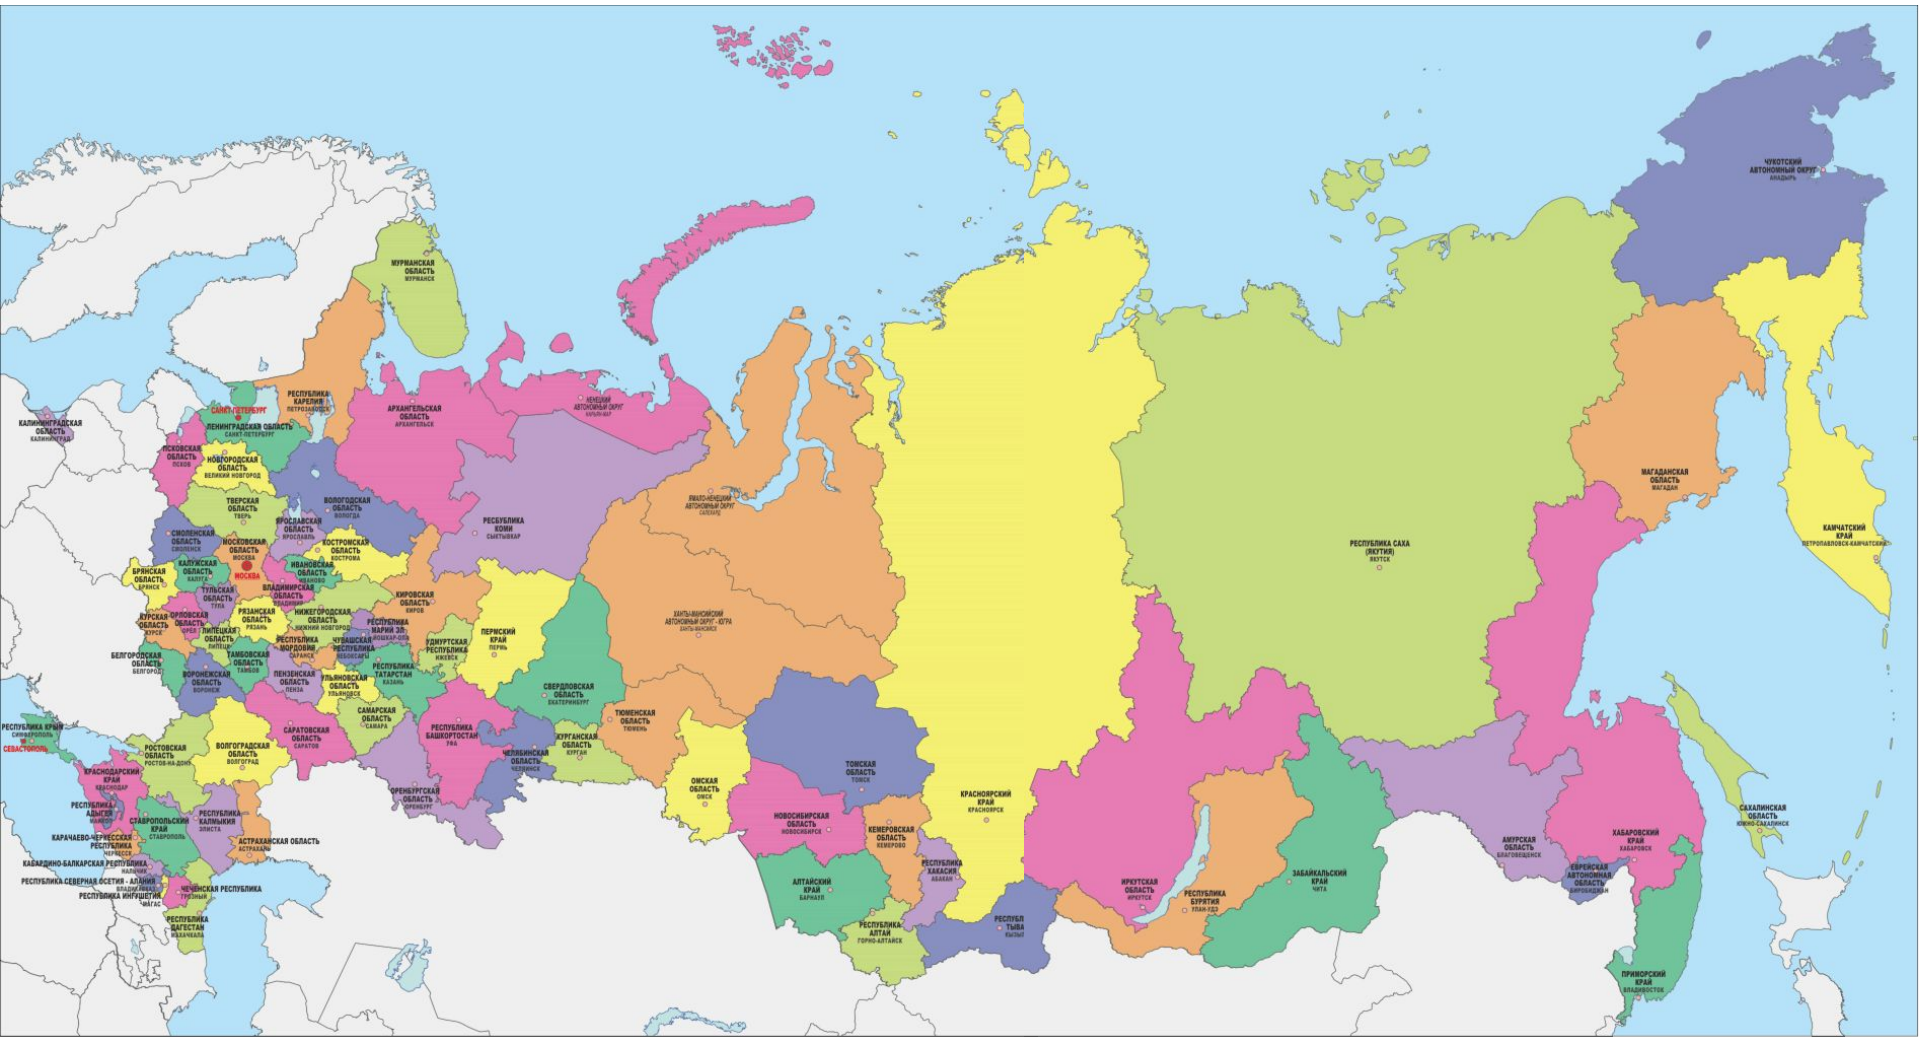 ЧУКОТСКИЙ
АВТОНОМНЫЙ ОКРУГ
АНАДЫРЬ
МУРМАНСКАЯ
ОБЛАСТЬ
МУРМАНСК
РЕСПУБЛИКА
КАРЕЛИЯ
ПЕТРОЗАВОДСК
АРХАНГЕЛЬСКАЯ
ОБЛАСТЬ
АРХАНГЕЛЬСК
НЕНЕЦКИЙ
АВТОНОМНЫЙ ОКРУГ
НАРЬЯН-МАР
САНКТ-ПЕТЕРБУРГ
ЛЕНИНГРАДСКАЯ ОБЛАСТЬ
САНКТ-ПЕТЕРБУРГ
КАЛИНИНГРАДСКАЯ
ОБЛАСТЬ
КАЛИНИНГРАД
ПСКОВСКАЯ
ОБЛАСТЬ
ПСКОВ
НОВГОРОДСКАЯ
ОБЛАСТЬ
ВЕЛИКИЙ НОВГОРОД
ТВЕРСКАЯ
ОБЛАСТЬ
ТВЕРЬ
ВОЛОГОДСКАЯ
ОБЛАСТЬ
ВОЛОГДА
ЯРОСЛАВСКАЯ
ОБЛАСТЬ
ЯРОСЛАВЛЬ
РЕСБУБЛИКА
КОМИ
СЫКТЫВКАР
ЯМАЛО-НЕНЕЦКИЙ
АВТОНОМНЫЙ ОКРУГ
САЛЕХАРД
МАГАДАНСКАЯ
ОБЛАСТЬ
МАГАДАН
КАМЧАТСКИЙ
КРАЙ
ПЕТРОПАВЛОВСК-КАМЧАТСКИЙ
РЕСПУБЛИКА САХА
(ЯКУТИЯ)
ЯКУТСК
СМОЛЕНСКАЯ
ОБЛАСТЬ
СМОЛЕНСК
МОСКОВСКАЯ
ОБЛАСТЬ
МОСКВА
МОСКВА
КОСТРОМСКАЯ
ОБЛАСТЬ
КОСТРОМА
ИВАНОВСКАЯ
ОБЛАСТЬ
ИВАНОВО
БРЯНСКАЯ
ОБЛАСТЬ
БРЯНСК
КАЛУЖСКАЯ
ОБЛАСТЬ
КАЛУГА
ТУЛЬСКАЯ
ОБЛАСТЬ
ТУЛА
ВЛАДИМИРСКАЯ
ОБЛАСТЬ
ВЛАДИМИР
КИРОВСКАЯ
ОБЛАСТЬ
КИРОВ
КУРСКАЯ
ОБЛАСТЬ
КУРСК
ОРЛОВСКАЯ
ОБЛАСТЬ
ОРЁЛ
РЯЗАНСКАЯ
ОБЛАСТЬ
РЯЗАНЬ
НИЖЕГОРОДСКАЯ
ОБЛАСТЬ
НИЖНИЙ НОВГОРОД
ЛИПЕЦКАЯ
ОБЛАСТЬ
ЛИПЕЦК
РЕСПУБЛИКА
МОРДОВИЯ
САРАНСК
ЧУВАШСКАЯ
РЕСПУБЛИКА
ЧЕБОКСАРЫ
РЕСПУБЛИКА
МАРИЙ ЭЛ
ЙОШКАР-ОЛА
УДМУРТСКАЯ
РЕСПУБЛИКА
ИЖЕВСК
ПЕРМСКИЙ
КРАЙ
ПЕРМЬ
ХАНТЫ-МАНСИЙСКИЙ
АВТОНОМНЫЙ ОКРУГ - ЮГРА
ХАНТЫ-МАНСИЙСК
БЕЛГОРОДСКАЯ
ОБЛАСТЬ
БЕЛГОРОД
ВОРОНЕЖСКАЯ
ОБЛАСТЬ
ВОРОНЕЖ
ТАМБОВСКАЯ
ОБЛАСТЬ
ТАМБОВ
ПЕНЗЕНСКАЯ
ОБЛАСТЬ
ПЕНЗА
УЛЬЯНОВСКАЯ
ОБЛАСТЬ
УЛЬЯНОВСК
РЕСПУБЛИКА
ТАТАРСТАН
КАЗАНЬ
СВЕРДЛОВСКАЯ
ОБЛАСТЬ
ЕКАТЕРИНБУРГ
РЕСПУБЛИКА КРЫМ
СИМФЕРОПОЛЬ
СЕВАСТОПОЛЬ
САМАРСКАЯ
ОБЛАСТЬ
САМАРА
САРАТОВСКАЯ
ОБЛАСТЬ
САРАТОВ
РЕСПУБЛИКА
БАШКОРТОСТАН
УФА
ТЮМЕНСКАЯ
ОБЛАСТЬ
ТЮМЕНЬ
КУРГАНСКАЯ
ОБЛАСТЬ
КУРГАН
ЧЕЛЯБИНСКАЯ
ОБЛАСТЬ
ЧЕЛЯБИНСК
РОСТОВСКАЯ
ОБЛАСТЬ
РОСТОВ-НА-ДОНУ
ВОЛГОГРАДСКАЯ
ОБЛАСТЬ
ВОЛГОГРАД
ОРЕНБУРГСКАЯ
ОБЛАСТЬ
ОРЕНБУРГ
КРАСНОДАРСКИЙ
КРАЙ
КРАСНОДАР
РЕСПУБЛИКА
АДЫГЕЯ
МАЙКОП
СТАВРОПОЛЬСКИЙ
КРАЙ
СТАВРОПОЛЬ
РЕСПУБЛИКА
КАЛМЫКИЯ
ЭЛИСТА
АСТРАХАНСКАЯ ОБЛАСТЬ
АСТРАХАНЬ
КАРАЧАЕВО-ЧЕРКЕССКАЯ
РЕСПУБЛИКА
ЧЕРКЕССК
КАБАРДИНО-БАЛКАРСКАЯ РЕСПУБЛИКА
НАЛЬЧИК
РЕСПУБЛИКА СЕВЕРНАЯ ОСЕТИЯ - АЛАНИЯ
ВЛАДИКАВКАЗ
РЕСПУБЛИКА ИНГУШЕТИЯ
МАГАС
ЧЕЧЕНСКАЯ РЕСПУБЛИКА
ГРОЗНЫЙ
РЕСПУБЛИКА
ДАГЕСТАН
МАХАЧКАЛА
ОМСКАЯ
ОБЛАСТЬ
ОМСК
ТОМСКАЯ
ОБЛАСТЬ
ТОМСК
НОВОСИБИРСКАЯ
ОБЛАСТЬ
НОВОСИБИРСК
КЕМЕРОВСКАЯ
ОБЛАСТЬ
КЕМЕРОВО
КРАСНОЯРСКИЙ
КРАЙ
КРАСНОЯРСК
АЛТАЙСКИЙ
КРАЙ
БАРНАУЛ
РЕСПУБЛИКА
ХАКАСИЯ
АБАКАН
РЕСПУБЛИКА
АЛТАЙ
ГОРНО-АЛТАЙСК
РЕСПУБЛ
ТЫВА
КЫЗЫЛ
ИРКУТСКАЯ
ОБЛАСТЬ
ИРКУТСК
РЕСПУБЛИКА
БУРЯТИЯ
УЛАН-УДЭ
ЗАБАЙКАЛЬСКИЙ
КРАЙ
ЧИТА
АМУРСКАЯ
ОБЛАСТЬ
БЛАГОВЕЩЕНСК
ЕВРЕЙСКАЯ
АВТОНОМНАЯ
ОБЛАСТЬ
БИРОБИДЖАН
ХАБАРОВСКИЙ
КРАЙ
ХАБАРОВСК
САХАЛИНСКАЯ
ОБЛАСТЬ
ЮЖНО-САХАЛИНСК
ПРИМОРСКИЙ
КРАЙ
ВЛАДИВОСТОК